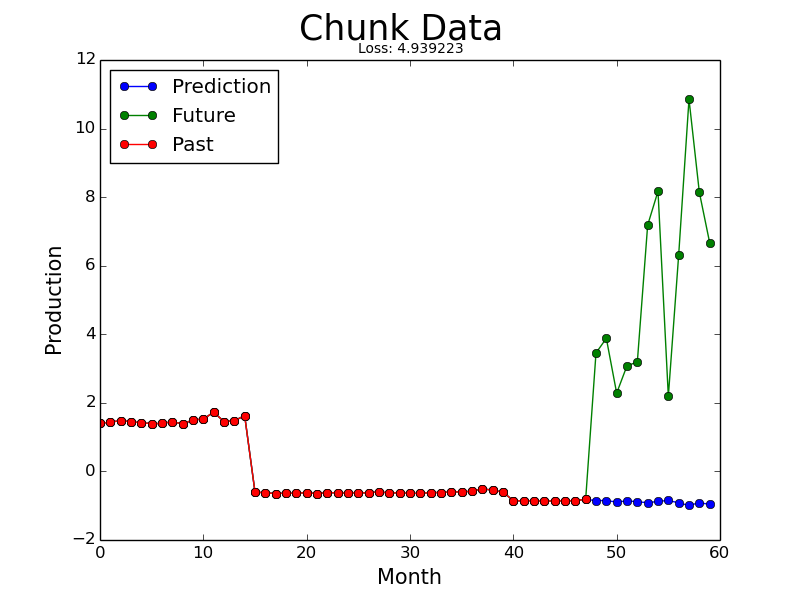 Chunk Data
Loss: 4.939223
12
10
8
6
4
2
0
−2
Production
Prediction
Future
Past
0 10 20 30 40 50 60
Month